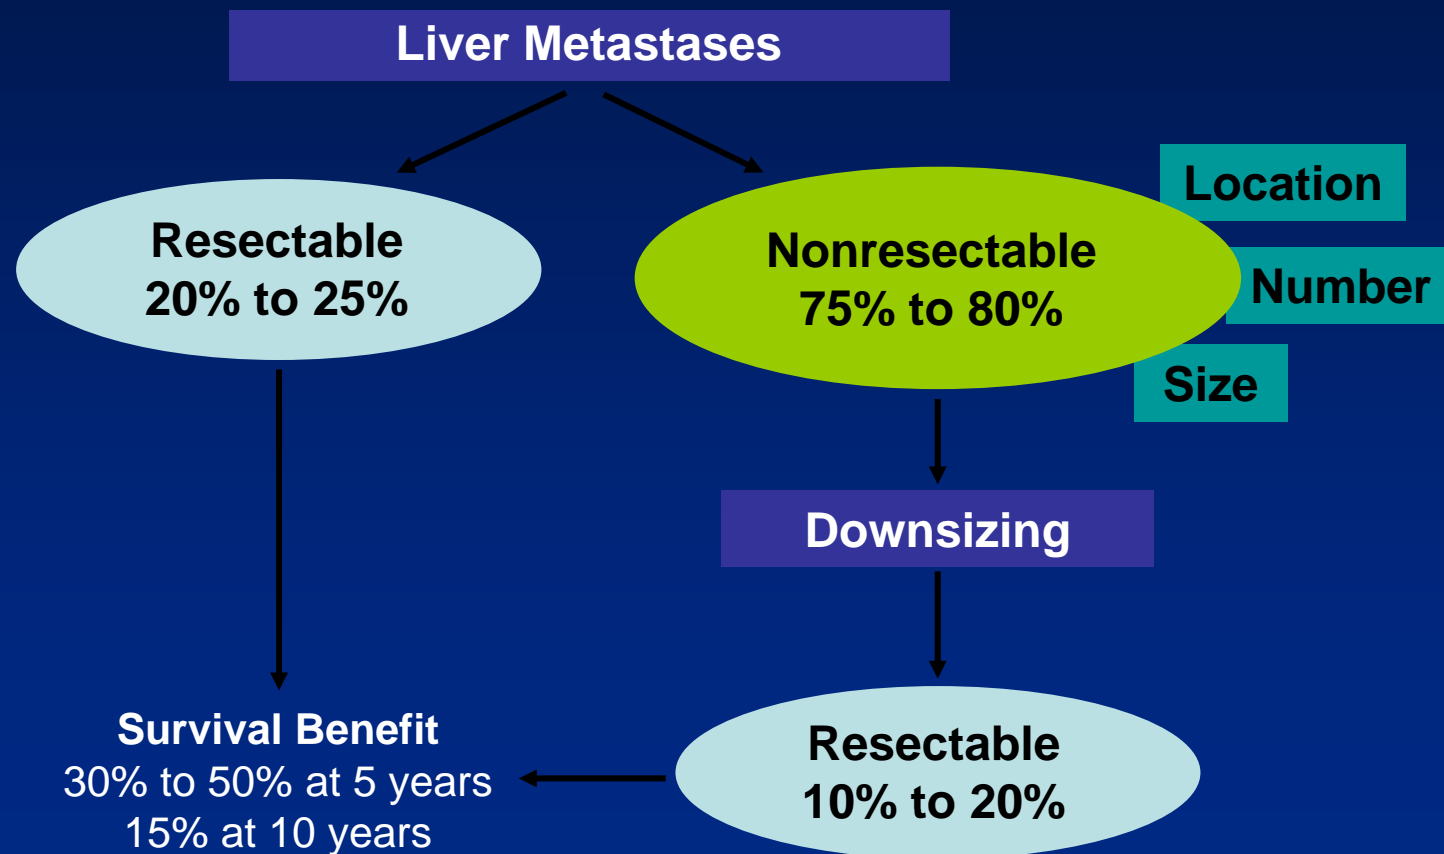 Liver Metastases
Resectable
20% to 25%
Nonresectable
75% to 80%
Location
Number
Size
Downsizing
Resectable
10% to 20%
Survival Benefit
30% to 50% at 5 years
15% at 10 years